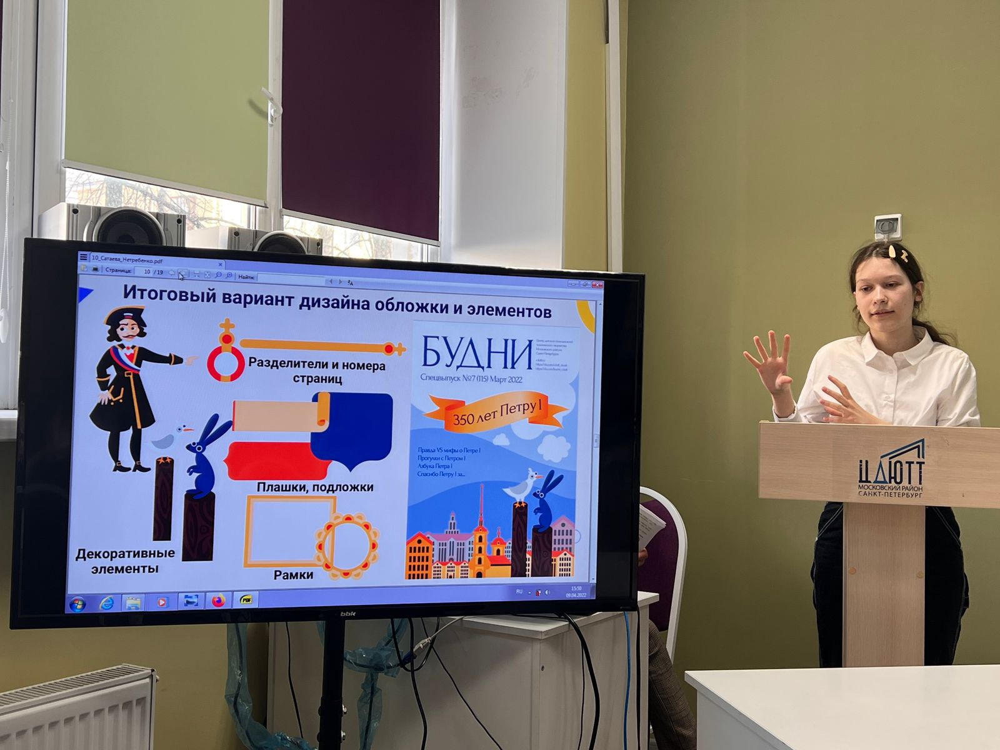 10_Сатаева_Нетребенко.pdf
Страница: 10 / 19
Найти:
Итоговый вариант дизайна обложки и элементов
Разделители и номера
страниц
Плашки, подложки
Декоративные
элементы
Рамки
БУДНИ
Спецвыпуск №7 (115) Март 2022
350 лет Петру I
Правда VS мифы о Петре I
Прогулки с Петром I
Азбука Петра I
Спасибо Петру I за...
RU
15:50
09.04.2022
PDF
bbk
ЦДЮТТ
МОСКОВСКИЙ РАЙОН
САНКТ-ПЕТЕРБУРГ